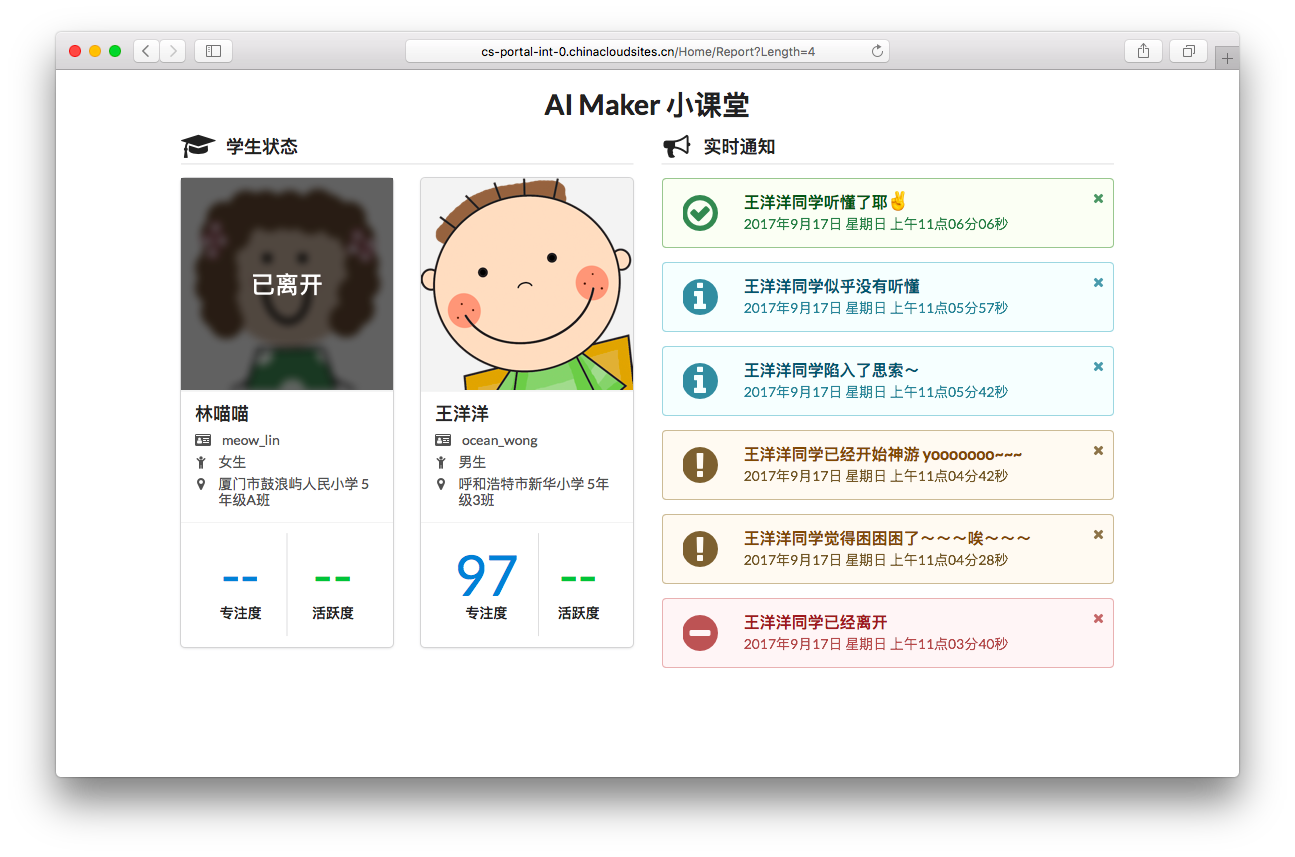 cs-portal-int-0.chinacloudsites.cn/Home/Report?Length=4
AI Maker 小课堂
学生状态
已离开
林喵喵
meow_lin
女生
厦门市鼓浪屿人民小学 5
年级A班
--
专注度
--
活跃度
王洋洋
ocean_wong
男生
呼和浩特市新华小学 5年
级3班
97
专注度
--
活跃度
实时通知
王洋洋同学听懂了耶✌
2017年9月17日 星期日 上午11点06分06秒
王洋洋同学似乎没有听懂
2017年9月17日 星期日 上午11点05分57秒
王洋洋同学陷入了思索～
2017年9月17日 星期日 上午11点05分42秒
王洋洋同学已经开始神游 yooooooo~~~
2017年9月17日 星期日 上午11点04分42秒
王洋洋同学觉得困困困了～～～唉～～～
2017年9月17日 星期日 上午11点04分28秒
王洋洋同学已经离开
2017年9月17日 星期日 上午11点03分40秒